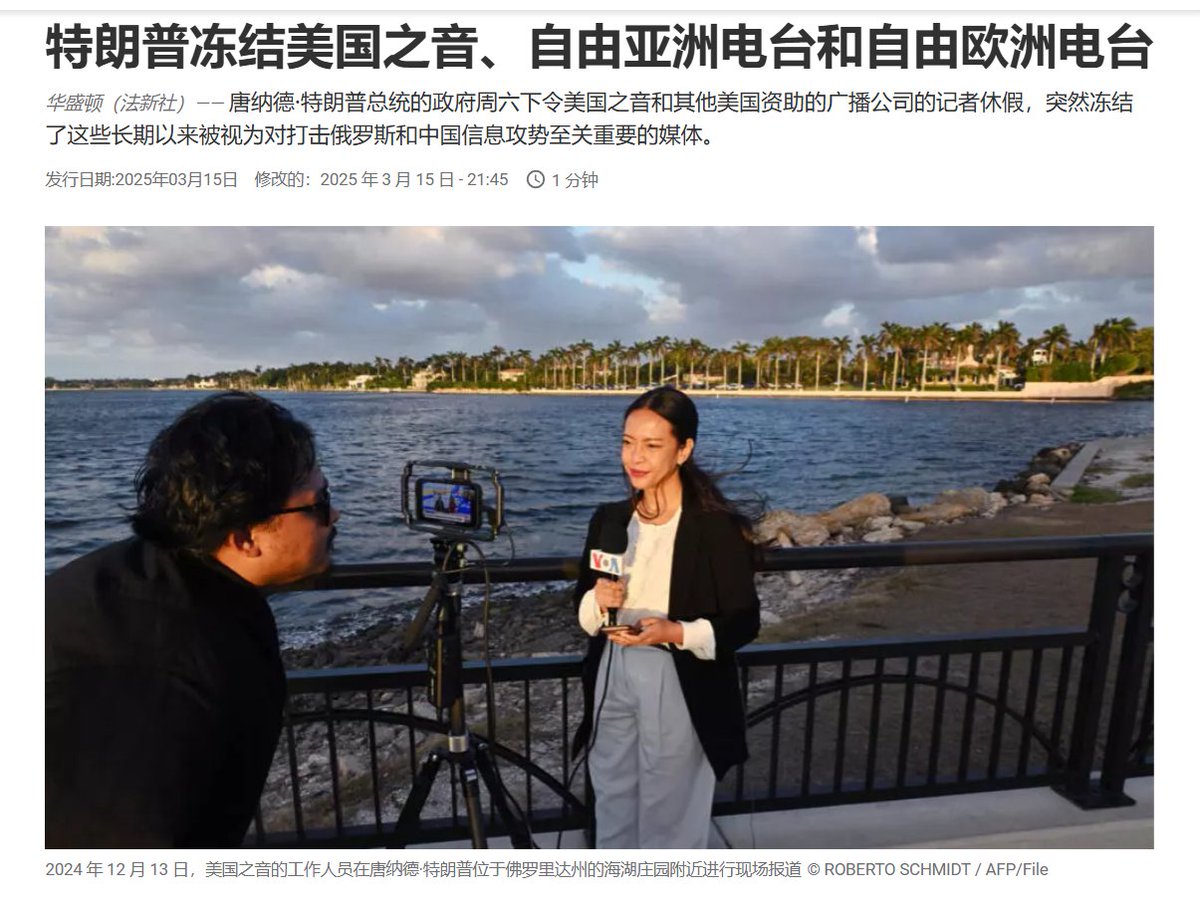 特朗普冻结美国之音、自由亚洲电台和自由欧洲电台
华盛顿（法新社）—— 唐纳德·特朗普总统的政府周六下令美国之音和其他美国资助的广播公司的记者休假，突然冻结
了这些长期以来被视为对打击俄罗斯和中国信息攻势至关重要的媒体。
发行日期:2025年03月15日 修改的：2025 年 3 月 15 日 - 21:45 1 分钟
VOA
2024 年 12 月 13 日，美国之音的工作人员在唐纳德·特朗普位于佛罗里达州的海湖庄园附近进行现场报道 © ROBERTO SCHMIDT / AFP/File